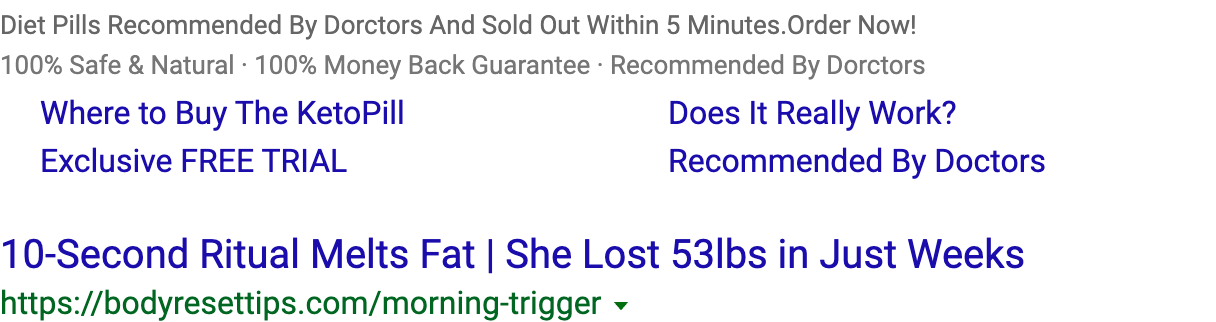 Diet Pills Recommended By Dorctors And Sold Out Within 5 Minutes.Order Now!
100% Safe & Natural · 100% Money Back Guarantee · Recommended By Dorctors
Where to Buy The KetoPill Does It Really Work?
Exclusive FREE TRIAL Recommended By Doctors
10-Second Ritual Melts Fat | She Lost 53lbs in Just Weeks
https://bodyresettips.com/morning-trigger